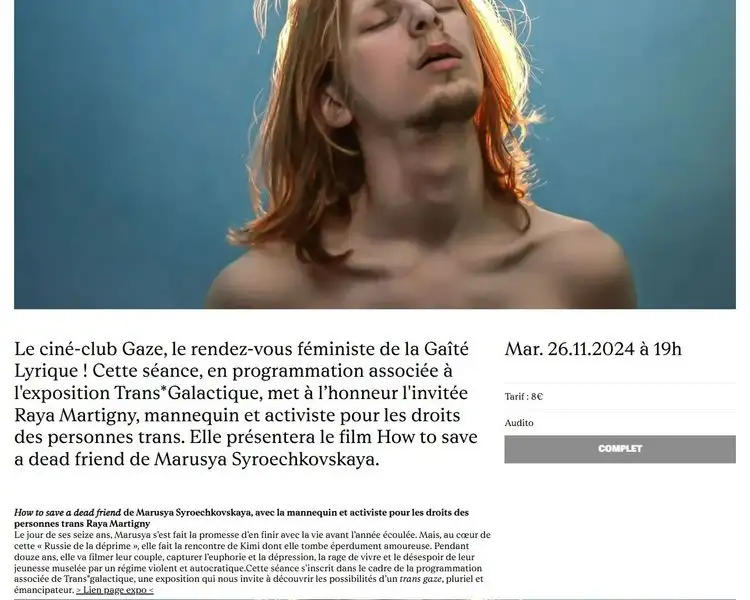 Le ciné-club Gaze, le rendez-vous féministe de la Gaîté
Lyrique ! Cette séance, en programmation associée à
l'exposition Trans*Galactique, met à l’honneur l'invitée
Raya Martigny, mannequin et activiste pour les droits
des personnes trans. Elle présentera le film How to save
a dead friend de Marusya Syroechkovskaya.
Mar. 26.11.2024 à 19h
Tarif : 8€
Audito
COMPLET
How to save a dead friend de Marusya Syroechkovskaya, avec la mannequin et activiste pour les droits des
personnes trans Raya Martigny
Le jour de ses seize ans, Marusya s’est fait la promesse d’en finir avec la vie avant l’année écoulée. Mais, au cœur de
cette « Russie de la déprime », elle fait la rencontre de Kimi dont elle tombe éperdument amoureuse. Pendant
douze ans, elle va filmer leur couple, capturer l’euphorie et la dépression, la rage de vivre et le désespoir de leur
jeunesse muselée par un régime violent et autocratique.Cette séance s’inscrit dans le cadre de la programmation
associée de Trans*galactique, une exposition qui nous invite à découvrir les possibilités d’un trans gaze, pluriel et
émancipateur. > Lien page expo <